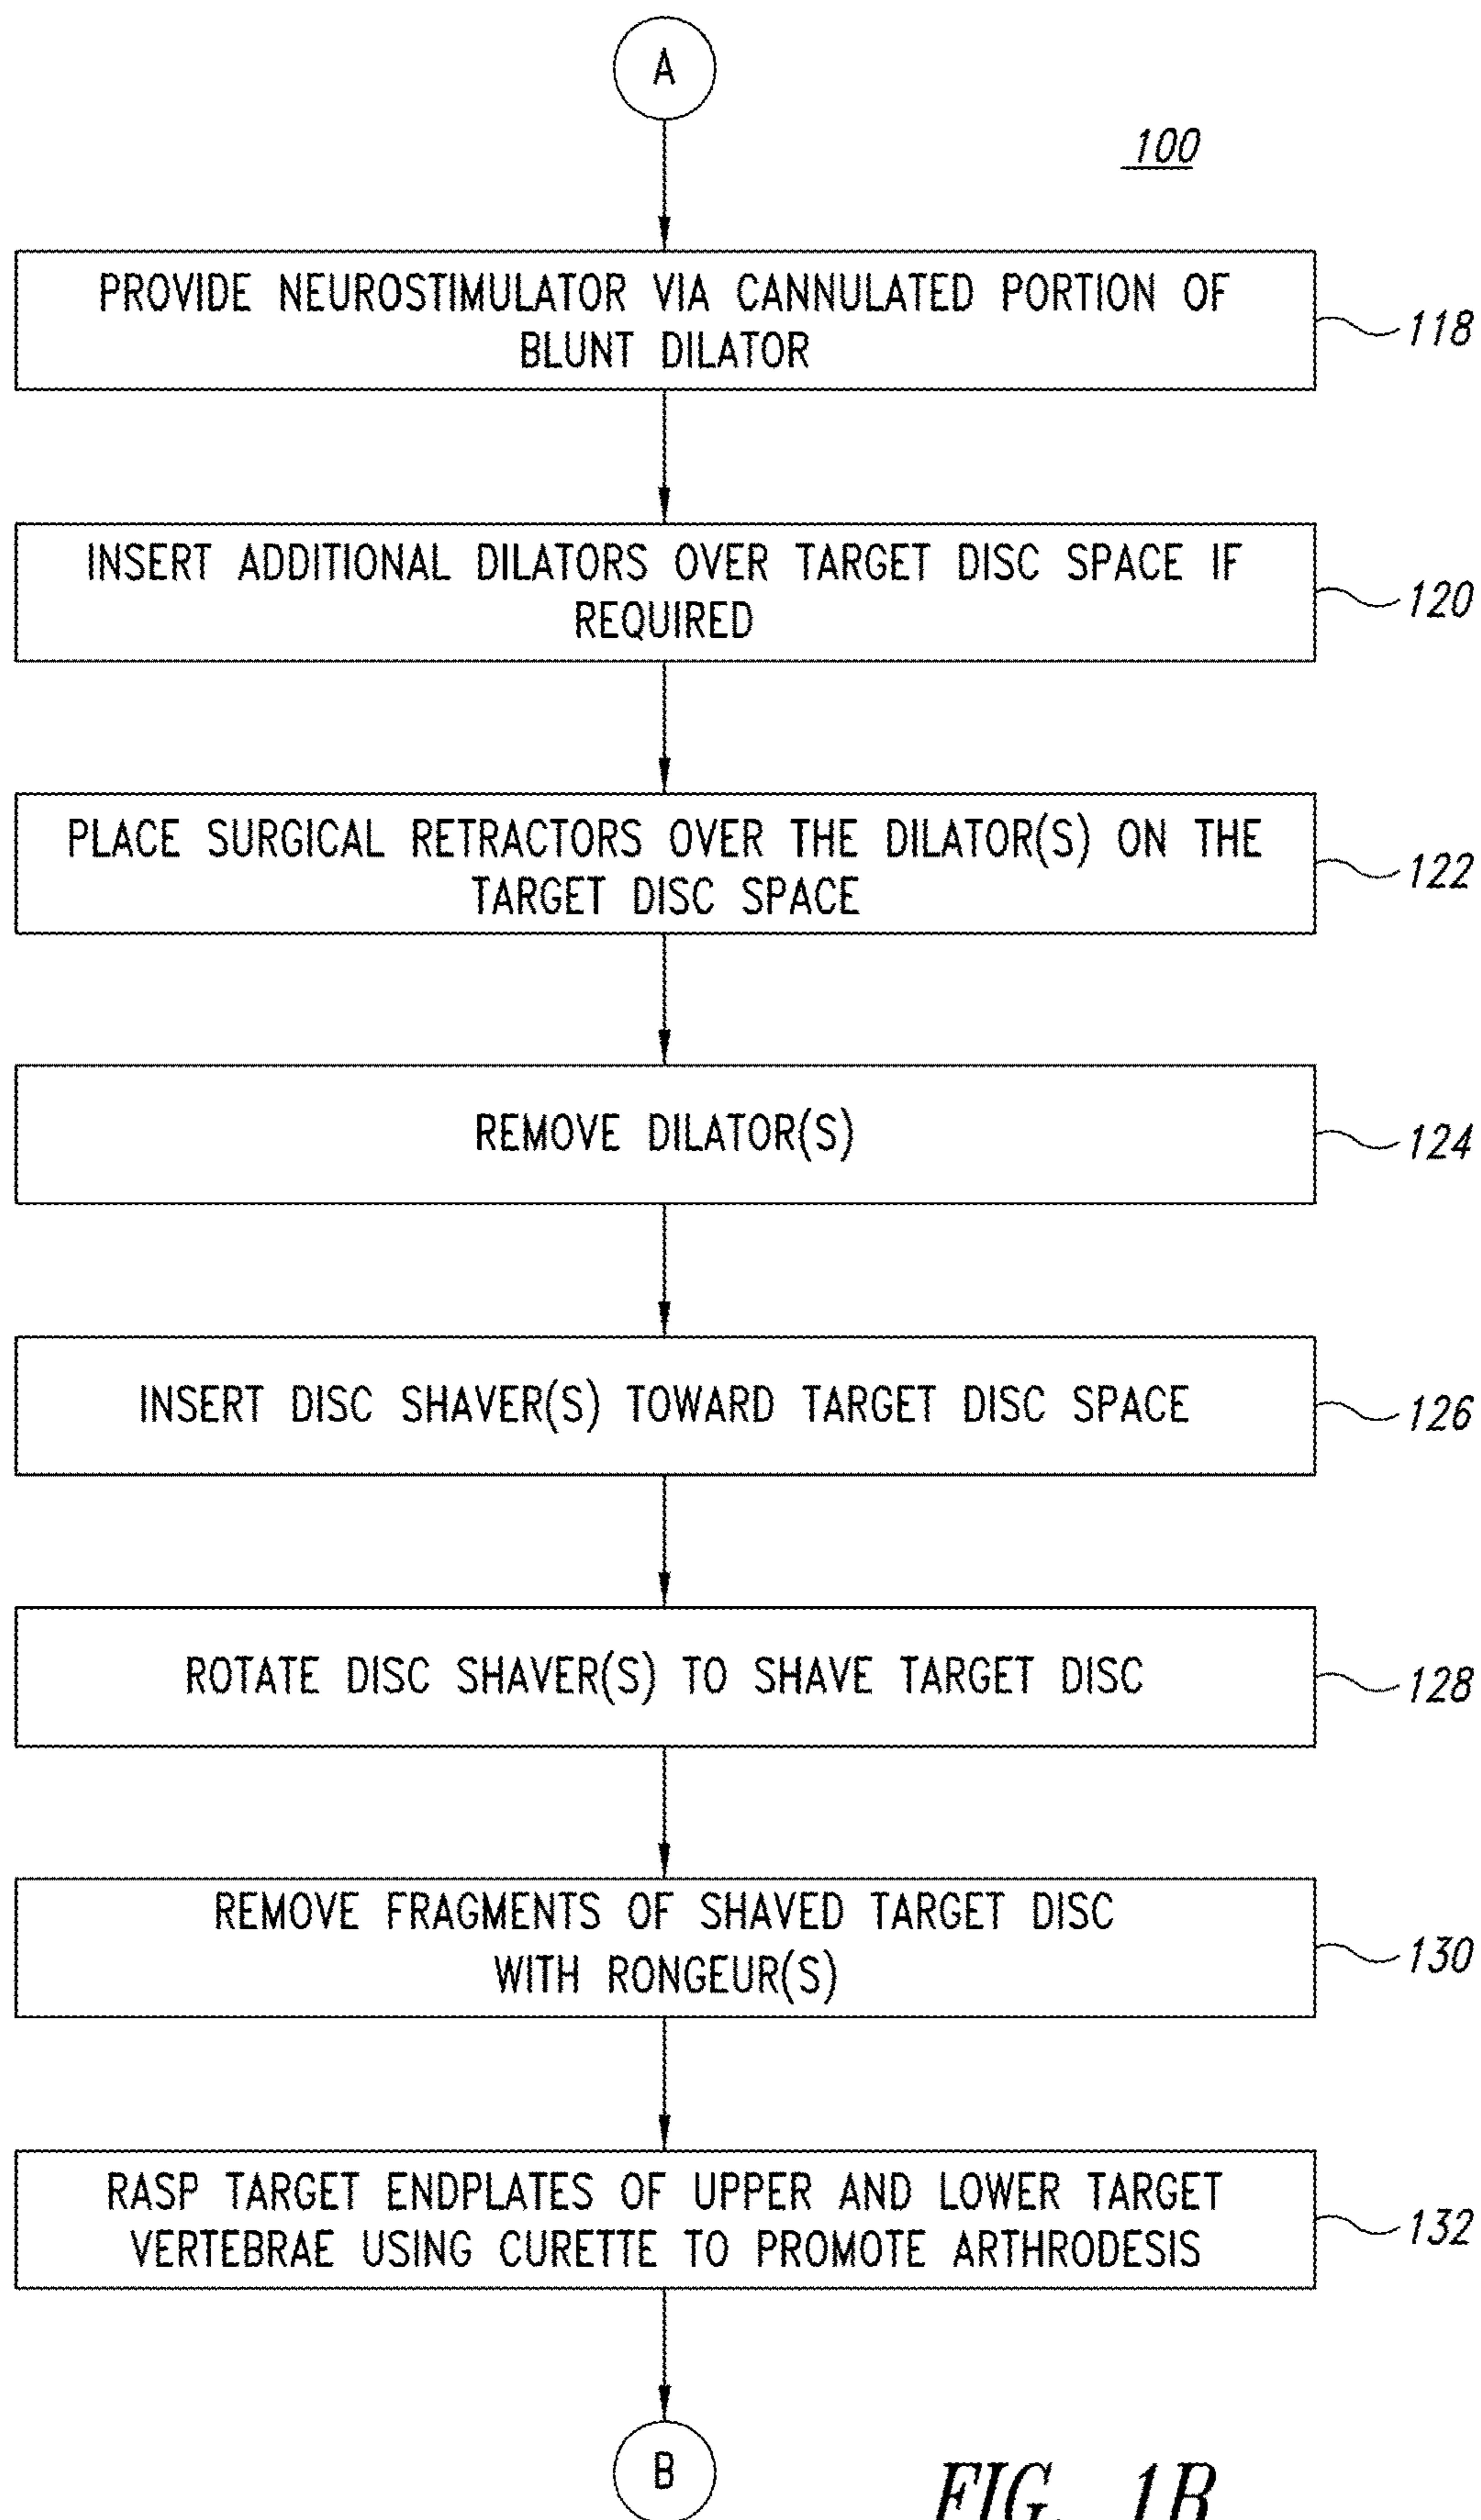 A
100
PROVIDE NEUROSTIMULATOR VIA CANNULATED PORTION OF
BLUNT DILATOR
118
INSERT ADDITIONAL DILATORS OVER TARGET DISC SPACE IF
REQUIRED
120
PLACE SURGICAL RETRACTORS OVER THE DILATOR(S) ON THE
TARGET DISC SPACE
122
REMOVE DILATOR(S)
124
INSERT DISC SHAVER(S) TOWARD TARGET DISC SPACE
126
ROTATE DISC SHAVER(S) TO SHAVE TARGET DISC
128
REMOVE FRAGMENTS OF SHAVED TARGET DISC
WITH RONGEUR(S)
130
RASP TARGET ENDPLATES OF UPPER AND LOWER TARGET
VERTEBRAE USING CURETTE TO PROMOTE ARTHRODESIS
132
B
FIG. 1B